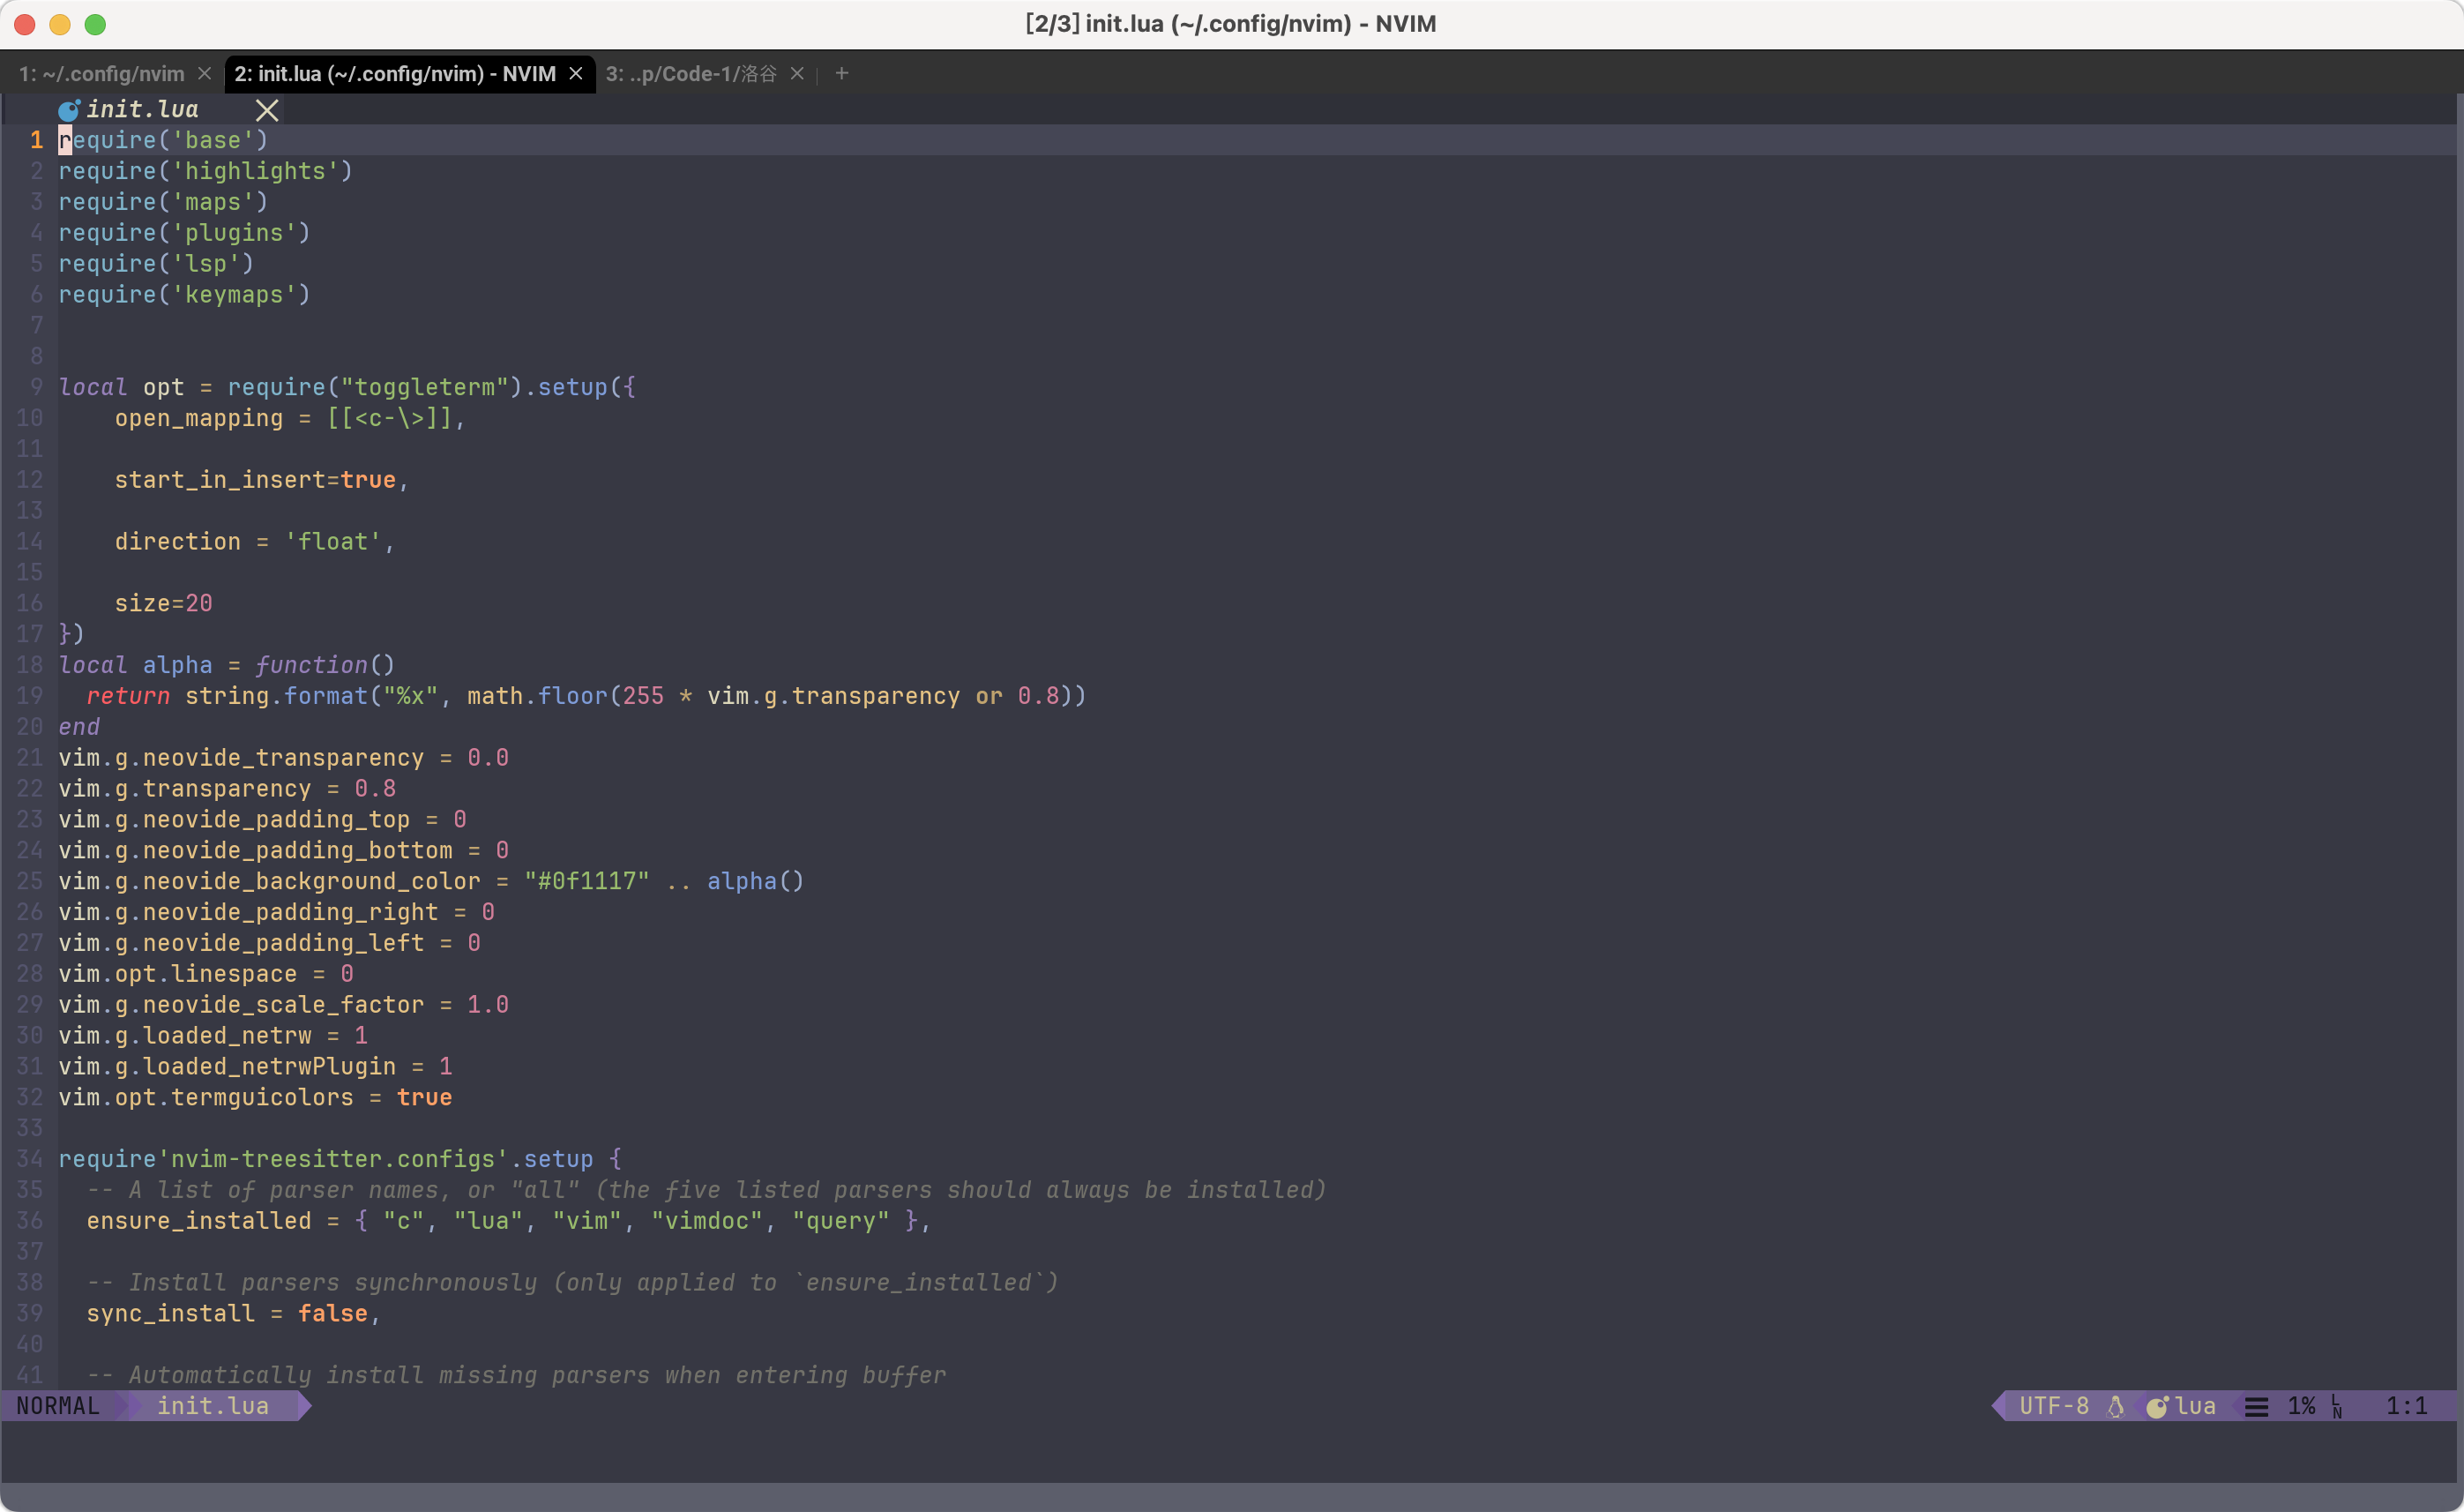 [2/3] init.lua (~/.config/nvim) - NVIM
1: ~/.config/nvim × 2: init.lua (~/.config/nvim) - NVIM × 3: ..p/Code-1/洛谷 × +
init.lua
1 require('base')
2 require('highlights')
3 require('maps')
4 require('plugins')
5 require('lsp')
6 require('keymaps')
7
8
9 local opt = require("toggleterm").setup({
10     open_mapping = [[<c-\>]],
11
12     start_in_insert=true,
13
14     direction = 'float',
15
16     size=20
17 })
18 local alpha = function()
19   return string.format("%x", math.floor(255 * vim.g.transparency or 0.8))
20 end
21 vim.g.neovide_transparency = 0.0
22 vim.g.transparency = 0.8
23 vim.g.neovide_padding_top = 0
24 vim.g.neovide_padding_bottom = 0
25 vim.g.neovide_background_color = "#0f1117" .. alpha()
26 vim.g.neovide_padding_right = 0
27 vim.g.neovide_padding_left = 0
28 vim.opt.linespace = 0
29 vim.g.neovide_scale_factor = 1.0
30 vim.g.loaded_netrw = 1
31 vim.g.loaded_netrwPlugin = 1
32 vim.opt.termguicolors = true
33
34 require'nvim-treesitter.configs'.setup {
35   -- A list of parser names, or "all" (the five listed parsers should always be installed)
36   ensure_installed = { "c", "lua", "vim", "vimdoc", "query" },
37
38   -- Install parsers synchronously (only applied to `ensure_installed`)
39   sync_install = false,
40
41   -- Automatically install missing parsers when entering buffer
NORMAL init.lua UTF-8 lua 1% LN 1:1